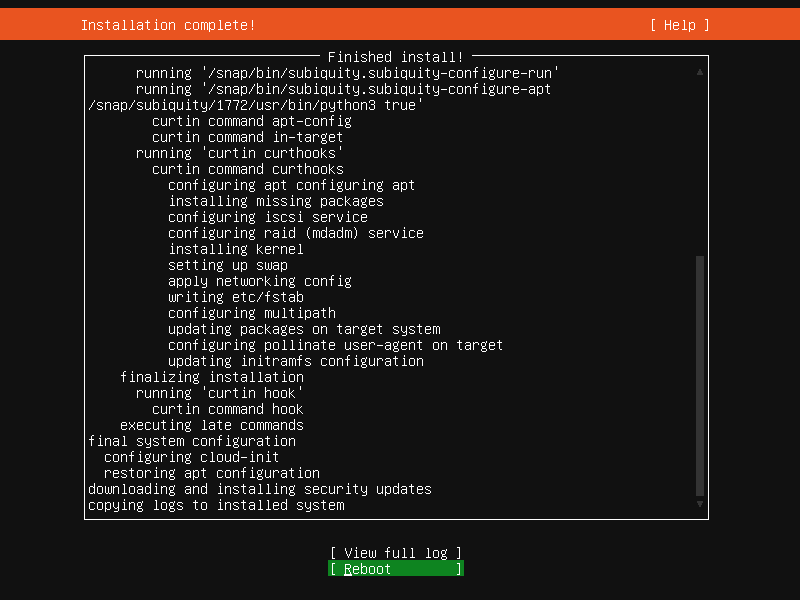 Installation complete! [ Help ]
Finished install!
running '/snap/bin/subiquity.subiquity-configure-run'
running '/snap/bin/subiquity.subiquity-configure-apt
/snap/subiquity/1772/usr/bin/python3 true'
curtin command apt-config
curtin command in-target
running 'curtin curthooks'
curtin command curthooks
configuring apt configuring apt
installing missing packages
configuring iscsi service
configuring raid (mdadm) service
installing kernel
setting up swap
apply networking config
writing etc/fstab
configuring multipath
updating packages on target system
configuring pollinate user-agent on target
updating initramfs configuration
finalizing installation
running 'curtin hook'
curtin command hook
executing late commands
final system configuration
configuring cloud-init
restoring apt configuration
downloading and installing security updates
copying logs to installed system
[ View full log ]
[ Reboot ]